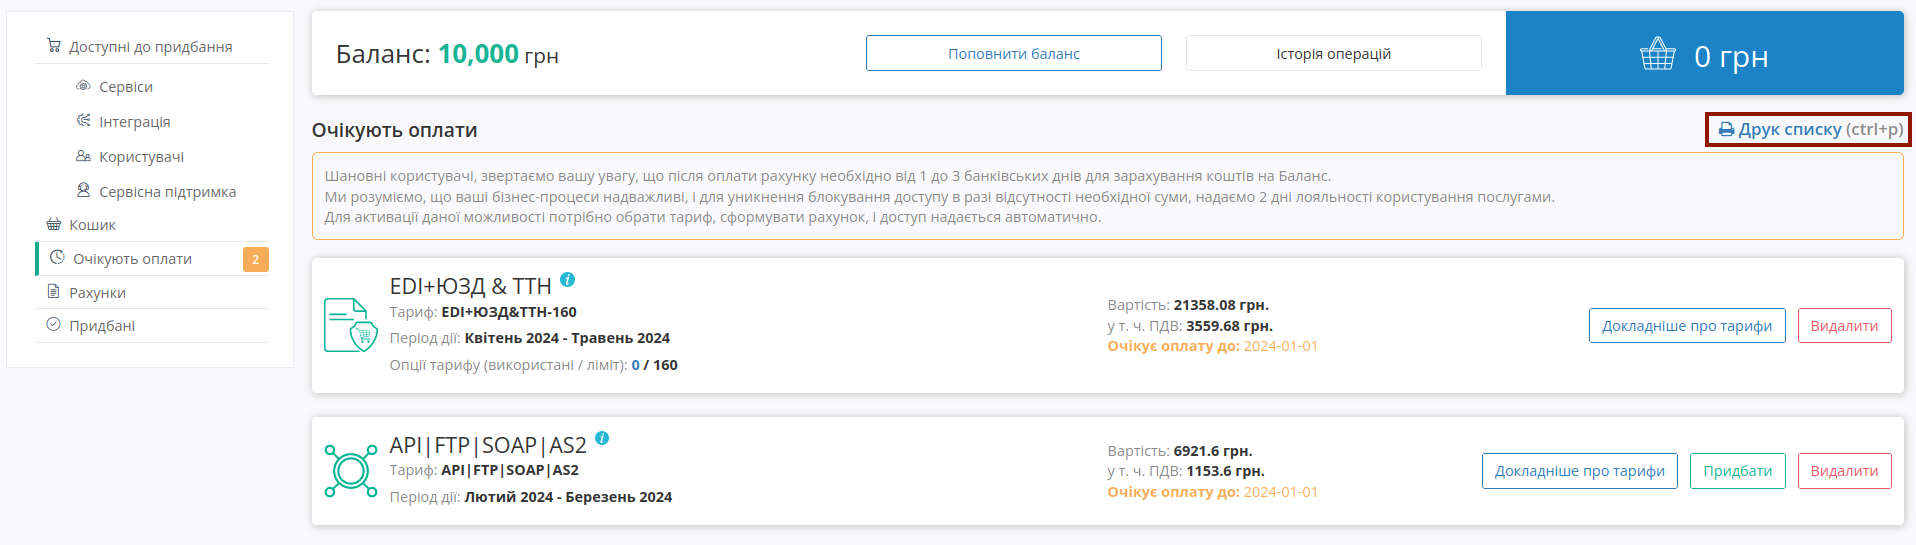 Доступні до придбання
Сервіси
Інтеграція
Користувачі
Сервісна підтримка
Кошик
Очікують оплати 2
Рахунки
Придбані
Баланс: 10,000 грн
Поповнити баланс
Історія операцій
0 грн
Очікують оплати
Друк списку (ctrl+p)
Шановні користувачі, звертаємо вашу увагу, що після оплати рахунку необхідно від 1 до 3 банківських днів для зарахування коштів на Баланс.
Ми розуміємо, що ваші бізнес-процеси надважливі, і для уникнення блокування доступу в разі відсутності необхідної суми, надаємо 2 дні лояльності користування послугами.
Для активації даної можливості потрібно обрати тариф, сформувати рахунок, і доступ надається автоматично.
EDI+ЮЗД & ТТН i
Тариф: EDI+ЮЗД&ТТН-160
Період дії: Квітень 2024 - Травень 2024
Опції тарифу (використані / ліміт): 0 / 160
Вартість: 21358.08 грн.
у т. ч. ПДВ: 3559.68 грн.
Очікує оплату до: 2024-01-01
Докладніше про тарифи
Видалити
API|FTP|SOAP|AS2 i
Тариф: API|FTP|SOAP|AS2
Період дії: Лютий 2024 - Березень 2024
Вартість: 6921.6 грн.
у т. ч. ПДВ: 1153.6 грн.
Очікує оплату до: 2024-01-01
Докладніше про тарифи
Придбати
Видалити